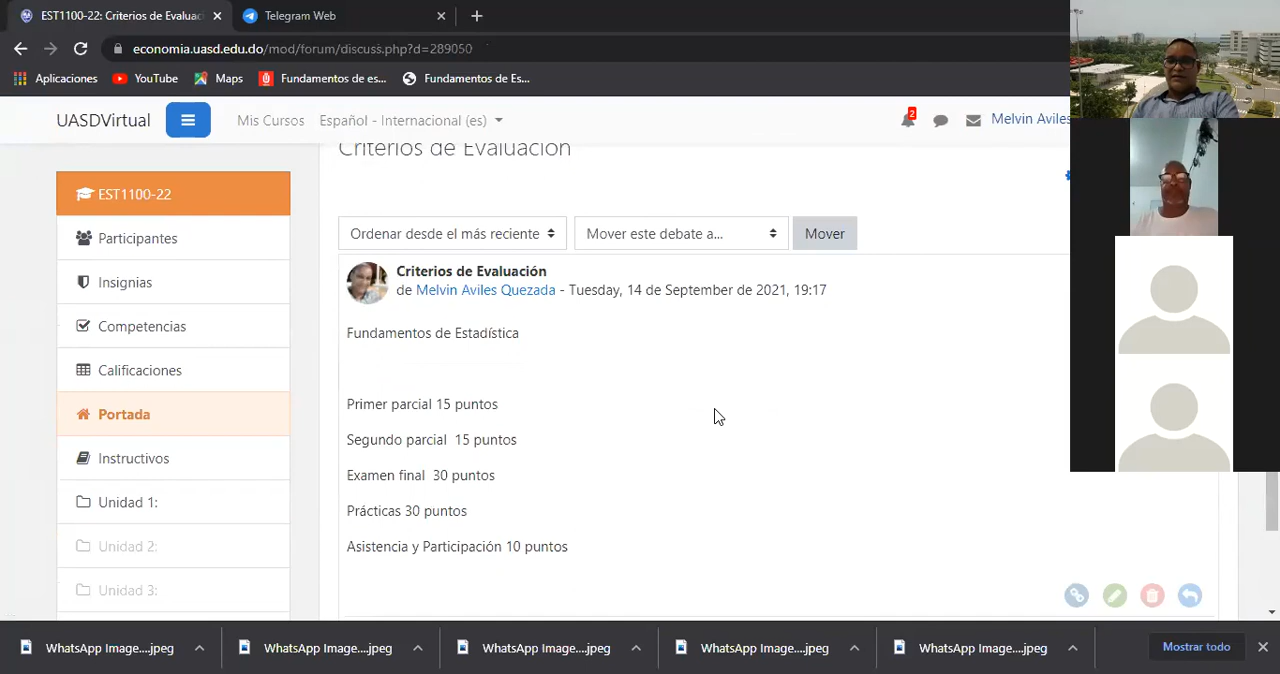 EST1100-22: Criterios de Evaluaci
Telegram Web
economia.uasd.edu.do/mod/forum/discuss.php?d=289050
Aplicaciones
YouTube
Maps
Fundamentos de es...
Fundamentos de Es...
UASDVirtual
Mis Cursos
Español - Internacional (es)
2
Melvin Aviles
Criterios de Evaluación
EST1100-22
Participantes
Insignias
Competencias
Calificaciones
Portada
Instructivos
Unidad 1:
Unidad 2:
Unidad 3:
Ordenar desde el más reciente
Mover este debate a...
Mover
Criterios de Evaluación
de Melvin Aviles Quezada - Tuesday, 14 de September de 2021, 19:17
Fundamentos de Estadística
Primer parcial 15 puntos
Segundo parcial 15 puntos
Examen final 30 puntos
Prácticas 30 puntos
Asistencia y Participación 10 puntos
WhatsApp Image....jpeg
WhatsApp Image....jpeg
WhatsApp Image....jpeg
WhatsApp Image....jpeg
WhatsApp Image....jpeg
Mostrar todo